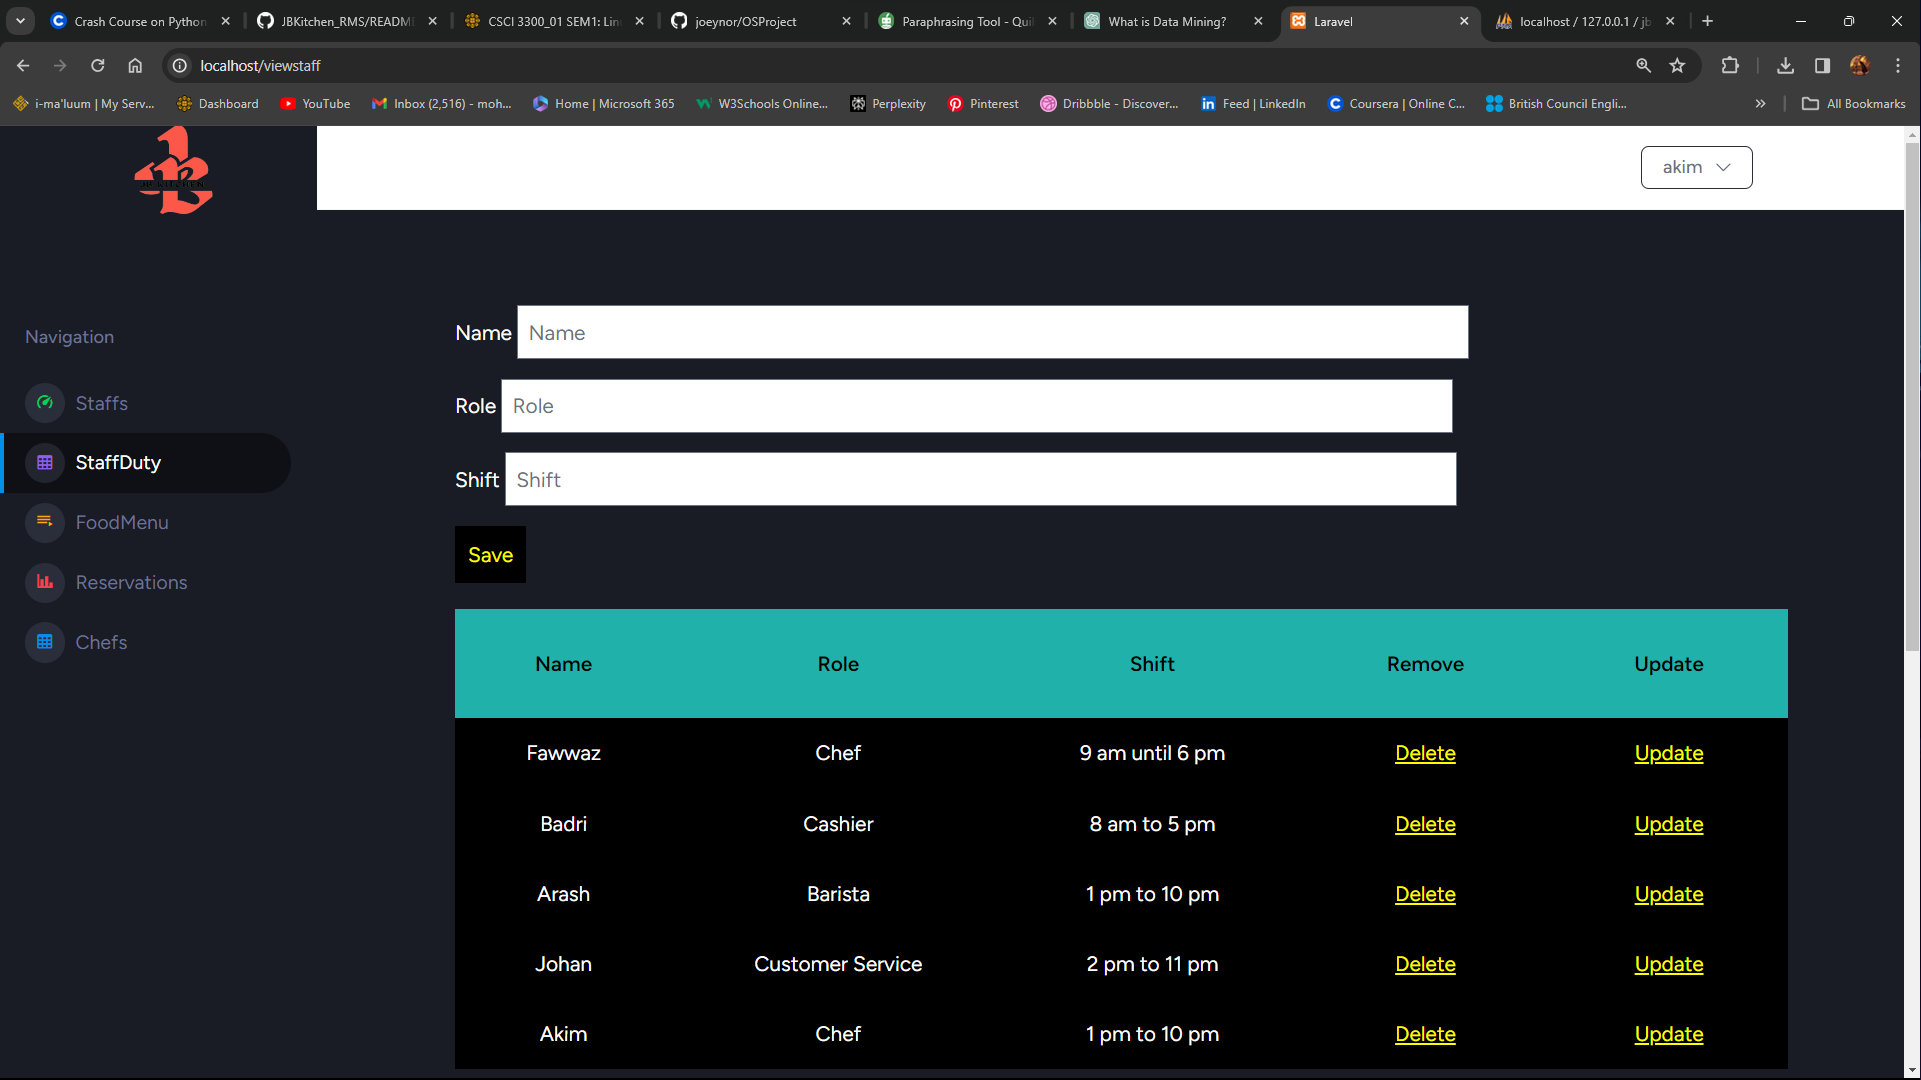 Crash Course on Python
JBKitchen_RMS/README
CSCI 3300_01 SEM1: Lin
joeynor/OSProject
Paraphrasing Tool - Quil
What is Data Mining?
Laravel
localhost / 127.0.0.1 / jb
localhost/viewstaff
i-ma'luum | My Serv...
Dashboard
YouTube
Inbox (2,516) - moh...
Home | Microsoft 365
W3Schools Online...
Perplexity
Pinterest
Dribbble - Discover...
Feed | LinkedIn
Coursera | Online C...
British Council Engli...
All Bookmarks
JB KITCHEN
akim
Navigation
Staffs
StaffDuty
FoodMenu
Reservations
Chefs
Name Name
Role Role
Shift Shift
Save
Name Role Shift Remove Update
Fawwaz Chef 9 am until 6 pm Delete Update
Badri Cashier 8 am to 5 pm Delete Update
Arash Barista 1 pm to 10 pm Delete Update
Johan Customer Service 2 pm to 11 pm Delete Update
Akim Chef 1 pm to 10 pm Delete Update